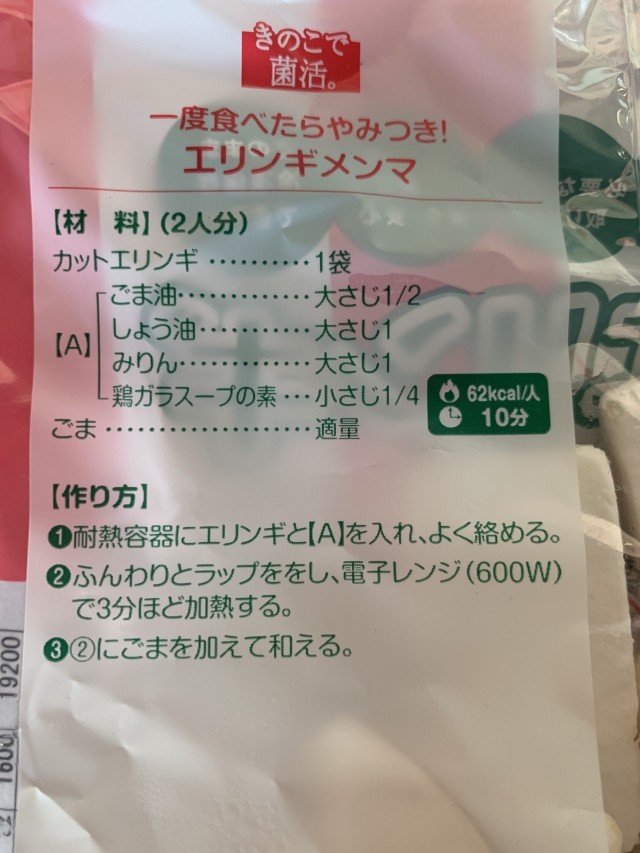 きのこで
菌活。
一度食べたらやみつき!
エリンギメンマ
【材 料】(2人分)
カットエリンギ ‥‥‥‥‥1袋
【A】
ごま油‥‥‥‥‥‥大さじ1/2
しょう油‥‥‥‥‥大さじ1
みりん‥‥‥‥‥‥大さじ1
鶏ガラスープの素 ‥‥小さじ1/4
ごま ‥‥‥‥‥‥‥‥‥適量
62kcal/人
10分
【作り方】
❶耐熱容器にエリンギと【A】を入れ、よく絡める。
❷ふんわりとラップををし、電子レンジ(600W)
で3分ほど加熱する。
❸②にごまを加えて和える。
19200
1600